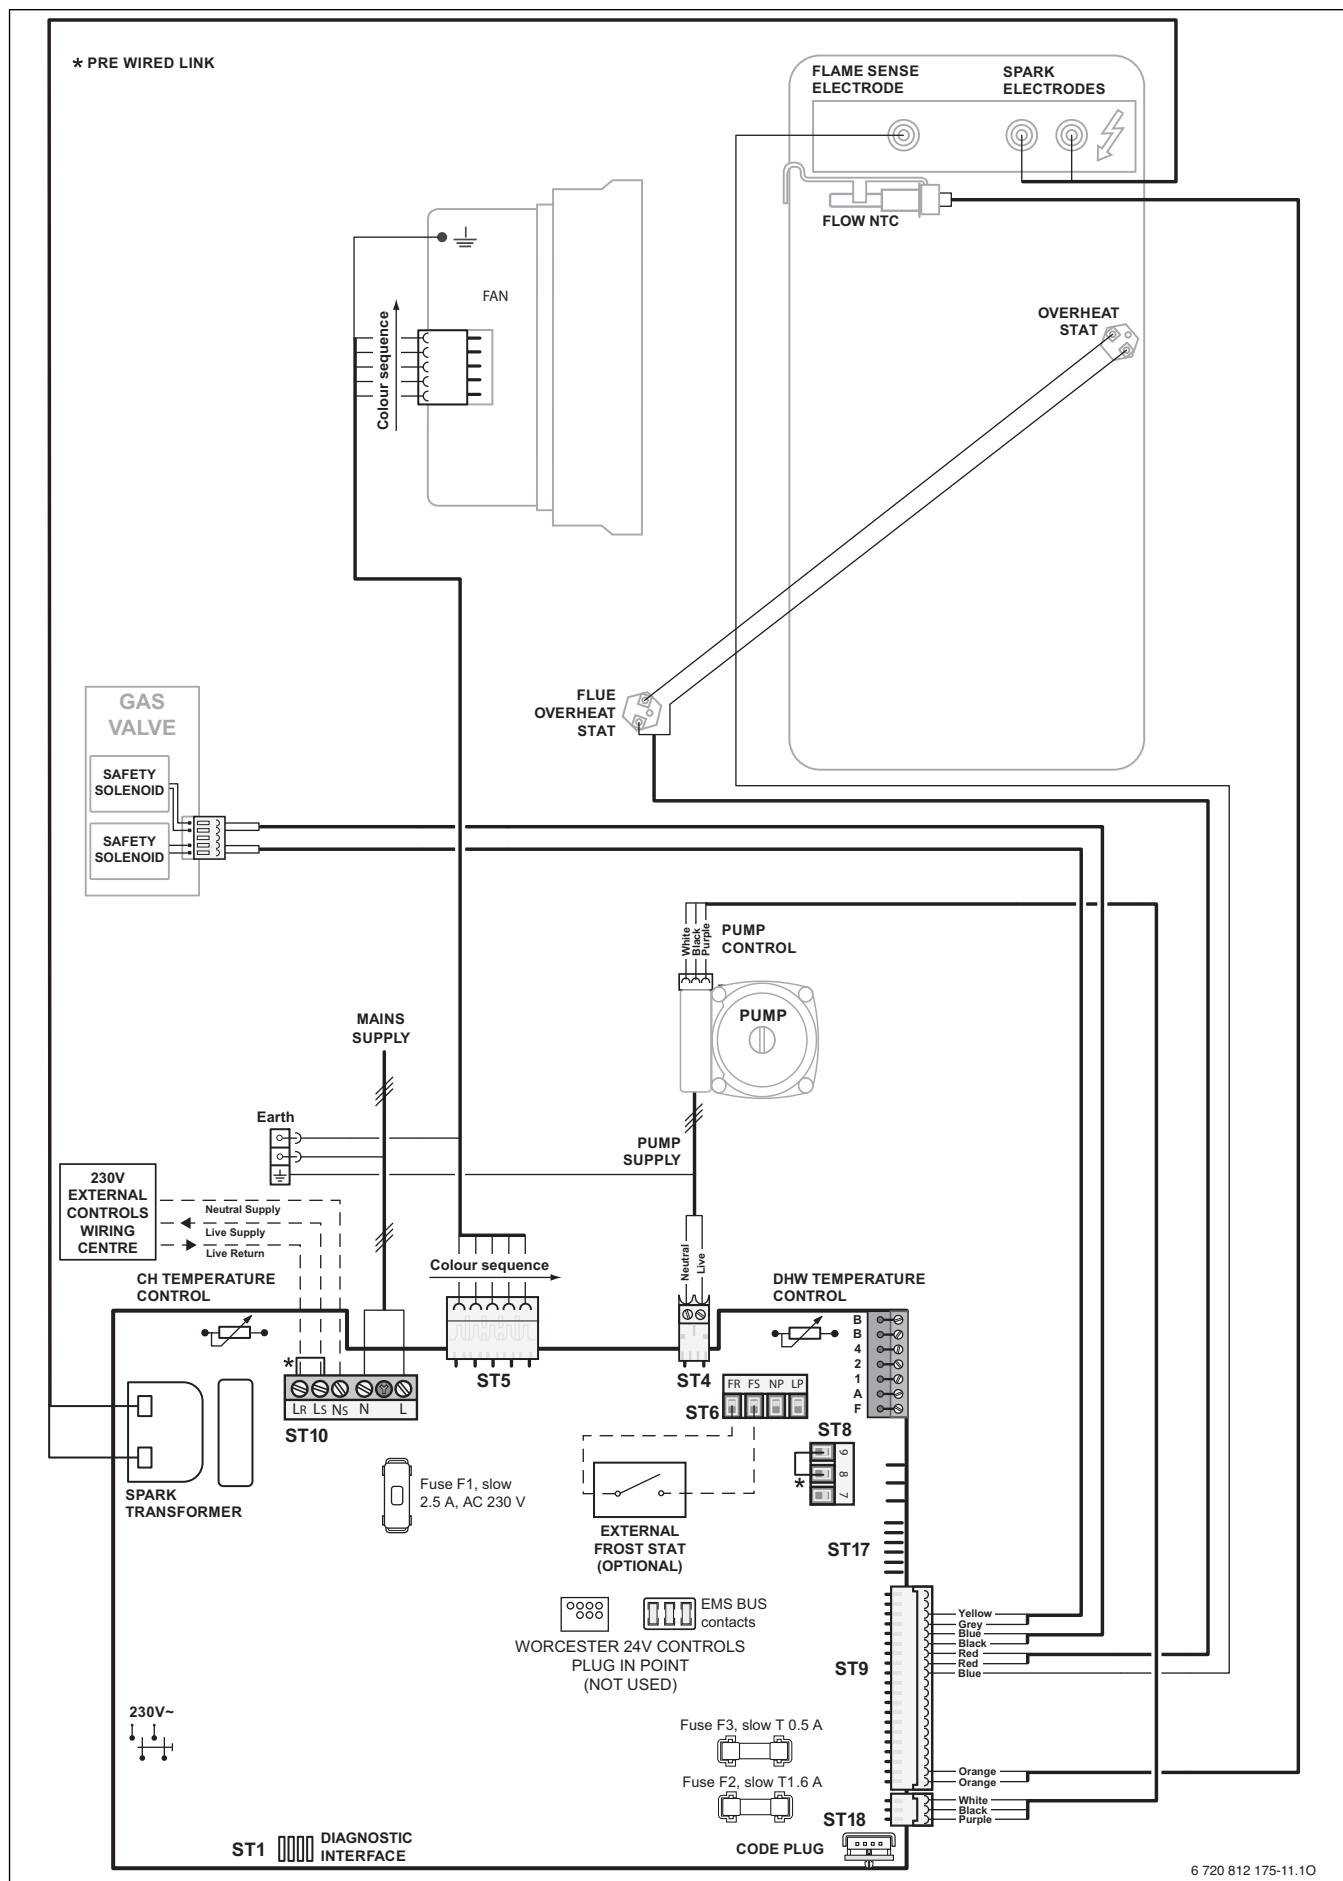 * PRE WIRED LINK
FLAME SENSE
ELECTRODE
SPARK
ELECTRODES
FLOW NTC
FAN
Colour sequence
OVERHEAT
STAT
FLUE
OVERHEAT
STAT
GAS
VALVE
SAFETY
SOLENOID
SAFETY
SOLENOID
White
Black
Purple
PUMP
CONTROL
PUMP
MAINS
SUPPLY
Earth
PUMP
SUPPLY
230V
EXTERNAL
CONTROLS
WIRING
CENTRE
Neutral Supply
Live Supply
Live Return
Colour sequence
Neutral
Live
CH TEMPERATURE
CONTROL
DHW TEMPERATURE
CONTROL
B
B
4
2
1
A
F
*
LR LS NS N L
ST10
ST5
ST4
FR FS NP LP
ST6
ST8
9
8
7
*
SPARK
TRANSFORMER
Fuse F1, slow
2.5 A, AC 230 V
EXTERNAL
FROST STAT
(OPTIONAL)
ST17
EMS BUS
contacts
WORCESTER 24V CONTROLS
PLUG IN POINT
(NOT USED)
ST9
Yellow
Grey
Blue
Black
Red
Red
Blue
Orange
Orange
230V~
Fuse F3, slow T 0.5 A
Fuse F2, slow T1.6 A
ST18
White
Black
Purple
CODE PLUG
ST1
DIAGNOSTIC
INTERFACE
6 720 812 175-11.1O